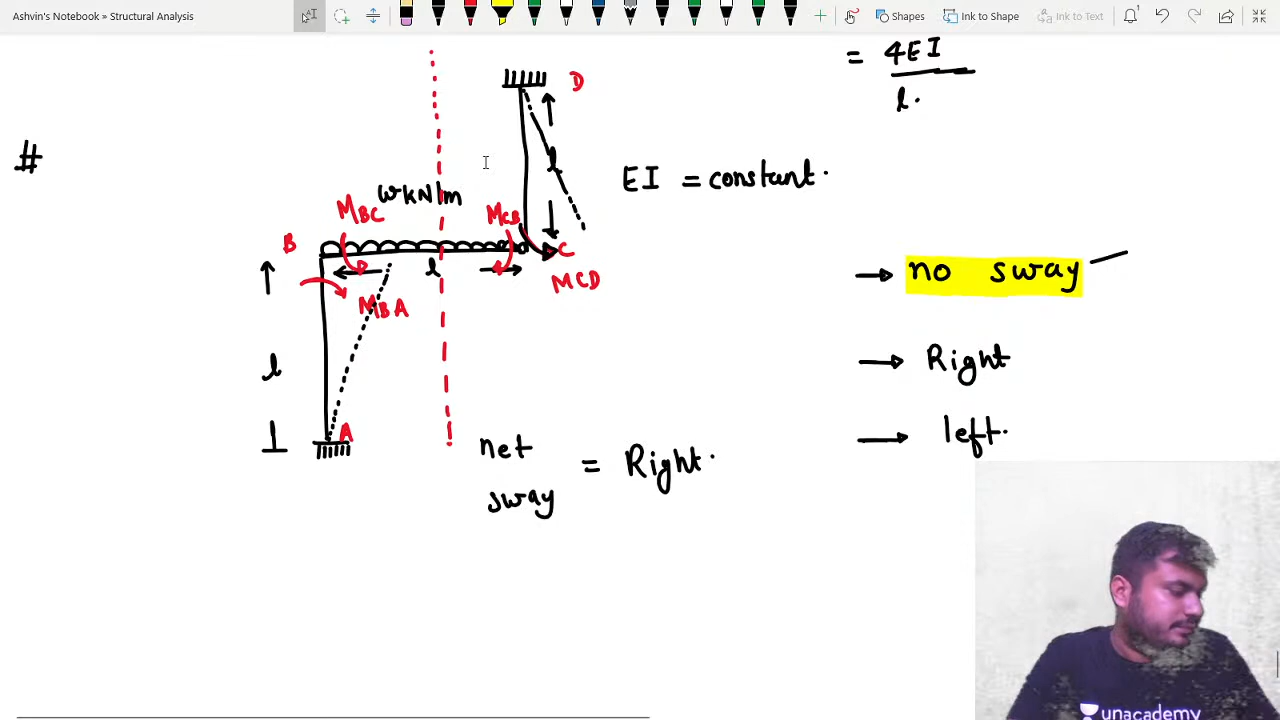 Ashvin's Notebook » Structural Analysis
Shapes
Ink to Shape
Ink to Text
= 4EI
l.
#
D
l
EI = constant.
wkN/m
MBC
MCB
B
C
l
MCD
MBA
l
A
→ no sway
→ Right
→ left.
net
sway = Right.
unacademy